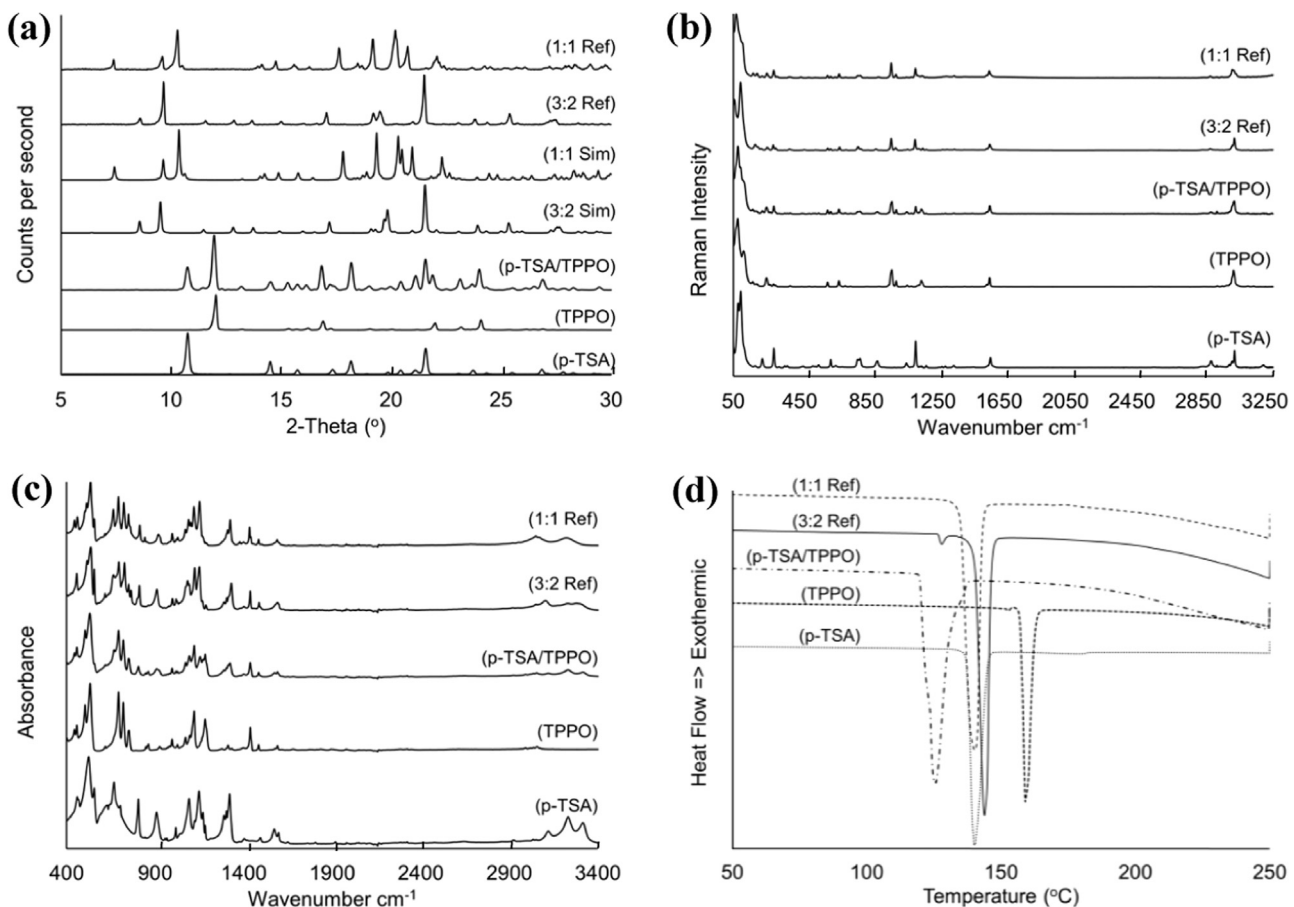 (a)
(1:1 Ref)
(3:2 Ref)
(1:1 Sim)
(3:2 Sim)
(p-TSA/TPPO)
(TPPO)
(p-TSA)
Counts per second
5 10 15 20 25 30
2-Theta (o)
(b)
(1:1 Ref)
(3:2 Ref)
(p-TSA/TPPO)
(TPPO)
(p-TSA)
Raman Intensity
50 450 850 1250 1650 2050 2450 2850 3250
Wavenumber cm-1
(c)
(1:1 Ref)
(3:2 Ref)
(p-TSA/TPPO)
(TPPO)
(p-TSA)
Absorbance
400 900 1400 1900 2400 2900 3400
Wavenumber cm-1
(d)
(1:1 Ref)
(3:2 Ref)
(p-TSA/TPPO)
(TPPO)
(p-TSA)
Heat Flow => Exothermic
50 100 150 200 250
Temperature (oC)